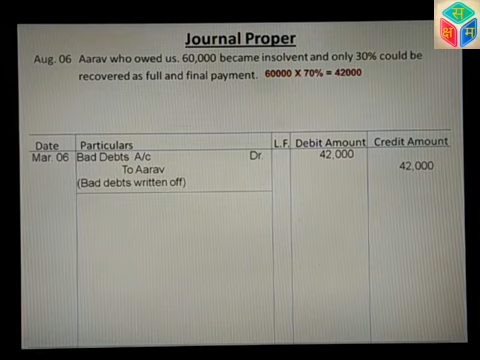 स
क्ष
म
Journal Proper
Aug. 06 Aarav who owed us. 60,000 became insolvent and only 30% could be
recovered as full and final payment. 60000 X 70% = 42000
Date Particulars L.F. Debit Amount Credit Amount
Mar. 06 Bad Debts A/c Dr. 42,000
To Aarav 42,000
(Bad debts written off)